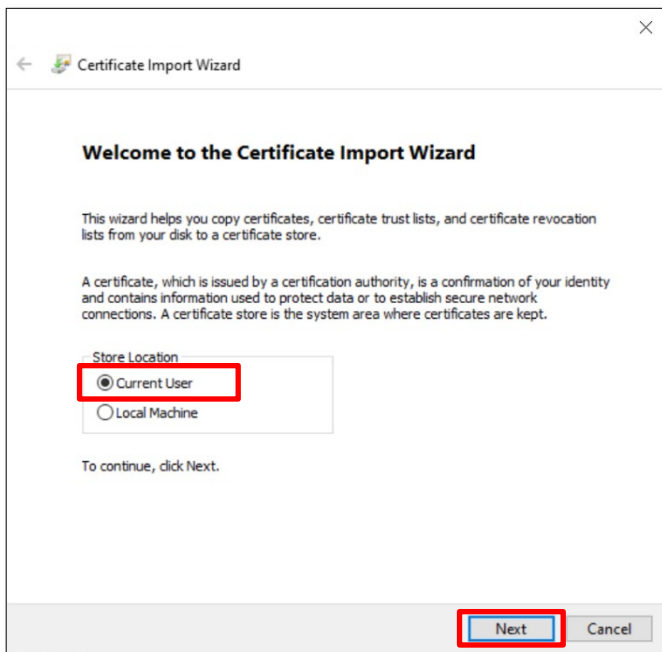 Certificate Import Wizard
Welcome to the Certificate Import Wizard
This wizard helps you copy certificates, certificate trust lists, and certificate revocation
lists from your disk to a certificate store.
A certificate, which is issued by a certification authority, is a confirmation of your identity
and contains information used to protect data or to establish secure network
connections. A certificate store is the system area where certificates are kept.
Store Location
Current User
Local Machine
To continue, click Next.
Next Cancel